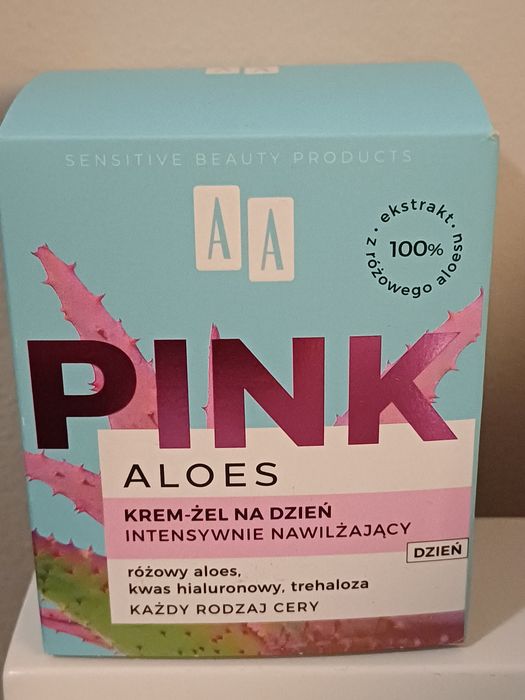 SENSITIVE BEAUTY PRODUCTS
AA
ekstrakt
100%
z różowego aloesu
PINK
ALOES
KREM-ŻEL NA DZIEŃ
INTENSYWNIE NAWILŻAJĄCY
DZIEŃ
różowy aloes,
kwas hialuronowy, trehaloza
KAŻDY RODZAJ CERY